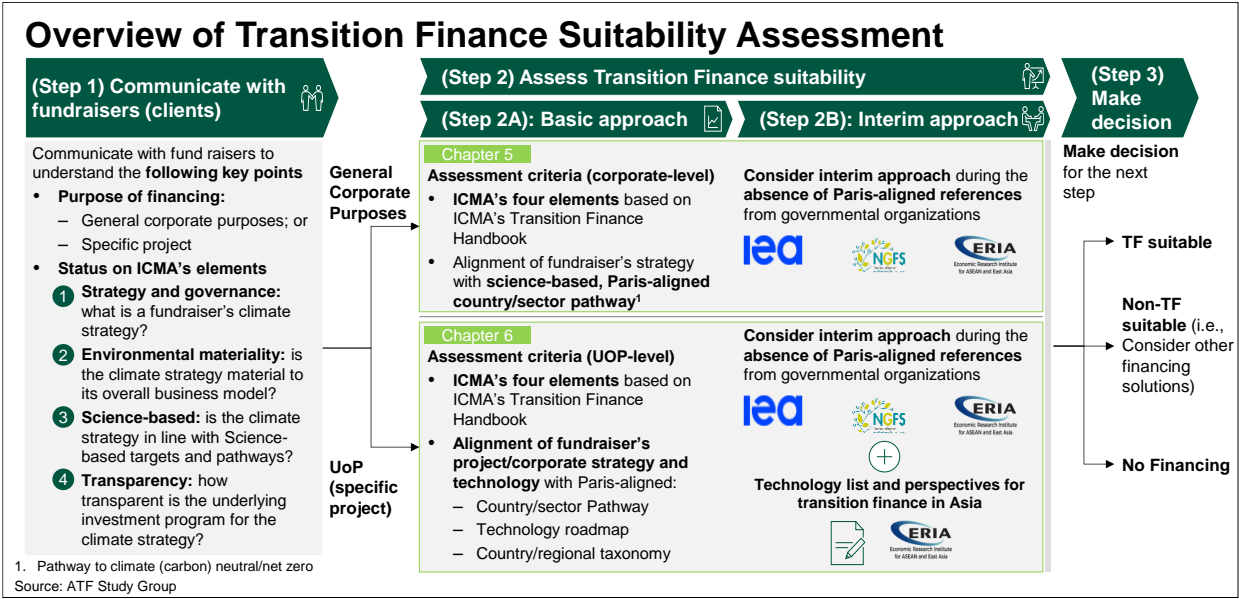 Overview of Transition Finance Suitability Assessment
(Step 1) Communicate with
fundraisers (clients)
Communicate with fund raisers to
understand the following key points
• Purpose of financing:
– General corporate purposes; or
– Specific project
• Status on ICMA's elements
1 Strategy and governance:
what is a fundraiser's climate
strategy?
2 Environmental materiality: is
the climate strategy material to
its overall business model?
3 Science-based: is the climate
strategy in line with Science-
based targets and pathways?
4 Transparency: how
transparent is the underlying
investment program for the
climate strategy?
General
Corporate
Purposes
UoP
(specific
project)
(Step 2) Assess Transition Finance suitability
(Step 2A): Basic approach
(Step 2B): Interim approach
Chapter 5
Assessment criteria (corporate-level)
• ICMA's four elements based on
ICMA's Transition Finance
Handbook
• Alignment of fundraiser's strategy
with science-based, Paris-aligned
country/sector pathway1
Consider interim approach during the
absence of Paris-aligned references
from governmental organizations
iea
NGFS
ERIA
Economic Research Institute
for ASEAN and East Asia
Chapter 6
Assessment criteria (UOP-level)
• ICMA's four elements based on
ICMA's Transition Finance
Handbook
• Alignment of fundraiser's
project/corporate strategy and
technology with Paris-aligned:
– Country/sector Pathway
– Technology roadmap
– Country/regional taxonomy
Consider interim approach during the
absence of Paris-aligned references
from governmental organizations
iea
NGFS
ERIA
Economic Research Institute
for ASEAN and East Asia
Technology list and perspectives for
transition finance in Asia
ERIA
Economic Research Institute
for ASEAN and East Asia
(Step 3)
Make
decision
Make decision
for the next
step
TF suitable
Non-TF
suitable (i.e.,
Consider other
financing
solutions)
No Financing
1. Pathway to climate (carbon) neutral/net zero
Source: ATF Study Group